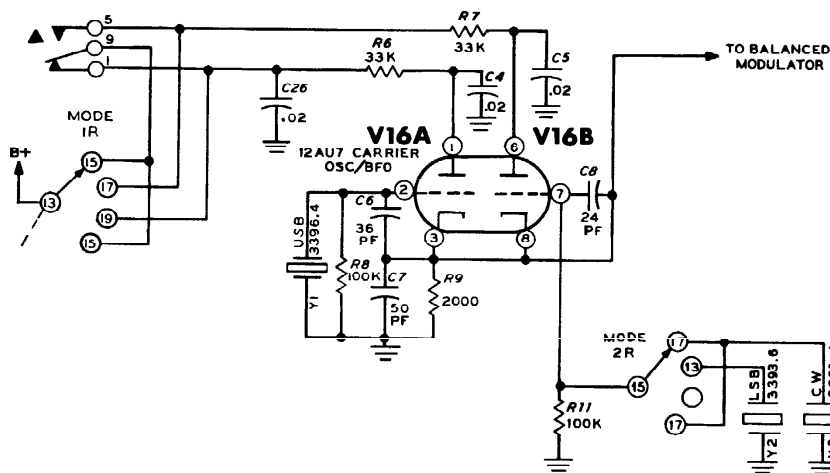 5
9
1
R7
33K
R6
33K
C5
.02
C4
.02
C26
.02
TO BALANCED
MODULATOR
MODE
1R
B+
15
13
17
19
15
V16A
V16B
12AU7 CARRIER
OSC/BFO
1
6
2
7
3
8
C8
24
PF
USB
3396.4
Y1
R8
100K
C6
36
PF
C7
50
PF
R9
2000
MODE
2R
17
13
15
17
R11
100K
LSB
3393.6
Y2
CW